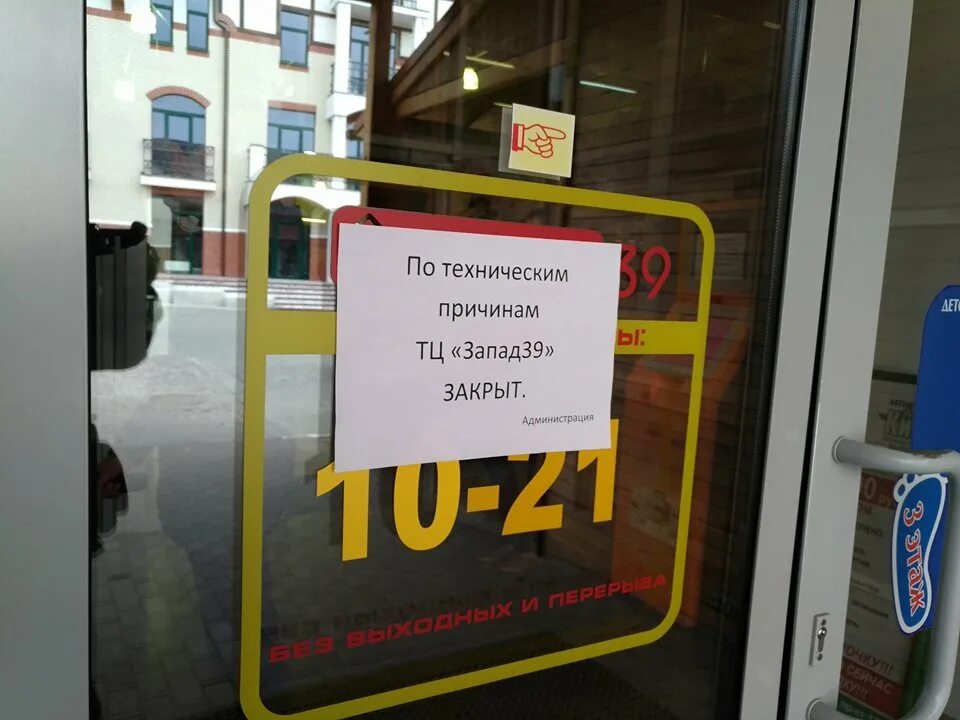 39
По техническим
причинам
ТЦ «Запад39»
ЗАКРЫТ.
Администрация
Ы:
10-21
БЕЗ ВЫХОДНЫХ И ПЕРЕРЫВА
3 ЭТАЖ